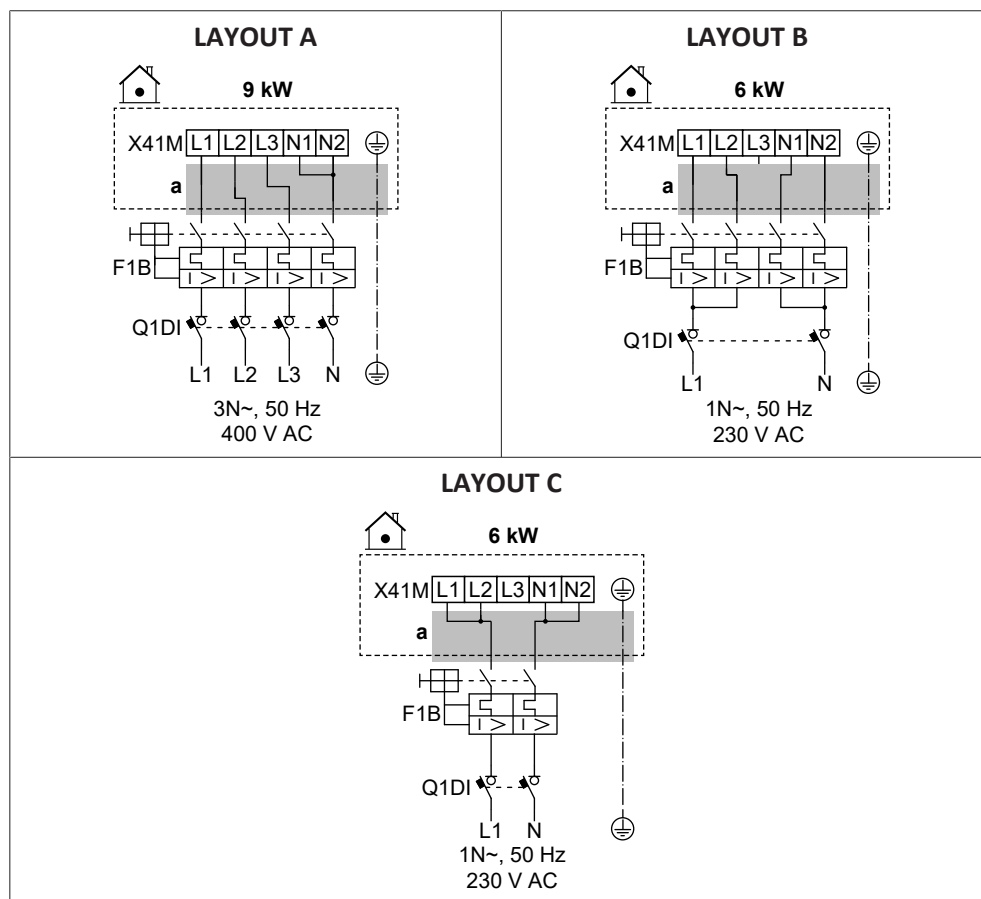 LAYOUT A
9 kW
X41M L1 L2 L3 N1 N2
a
F1B
I > I > I > I >
Q1DI
L1 L2 L3 N
3N~, 50 Hz
400 V AC
LAYOUT B
6 kW
X41M L1 L2 L3 N1 N2
a
F1B
I > I > I > I >
Q1DI
L1 N
1N~, 50 Hz
230 V AC
LAYOUT C
6 kW
X41M L1 L2 L3 N1 N2
a
F1B
I > I >
Q1DI
L1 N
1N~, 50 Hz
230 V AC